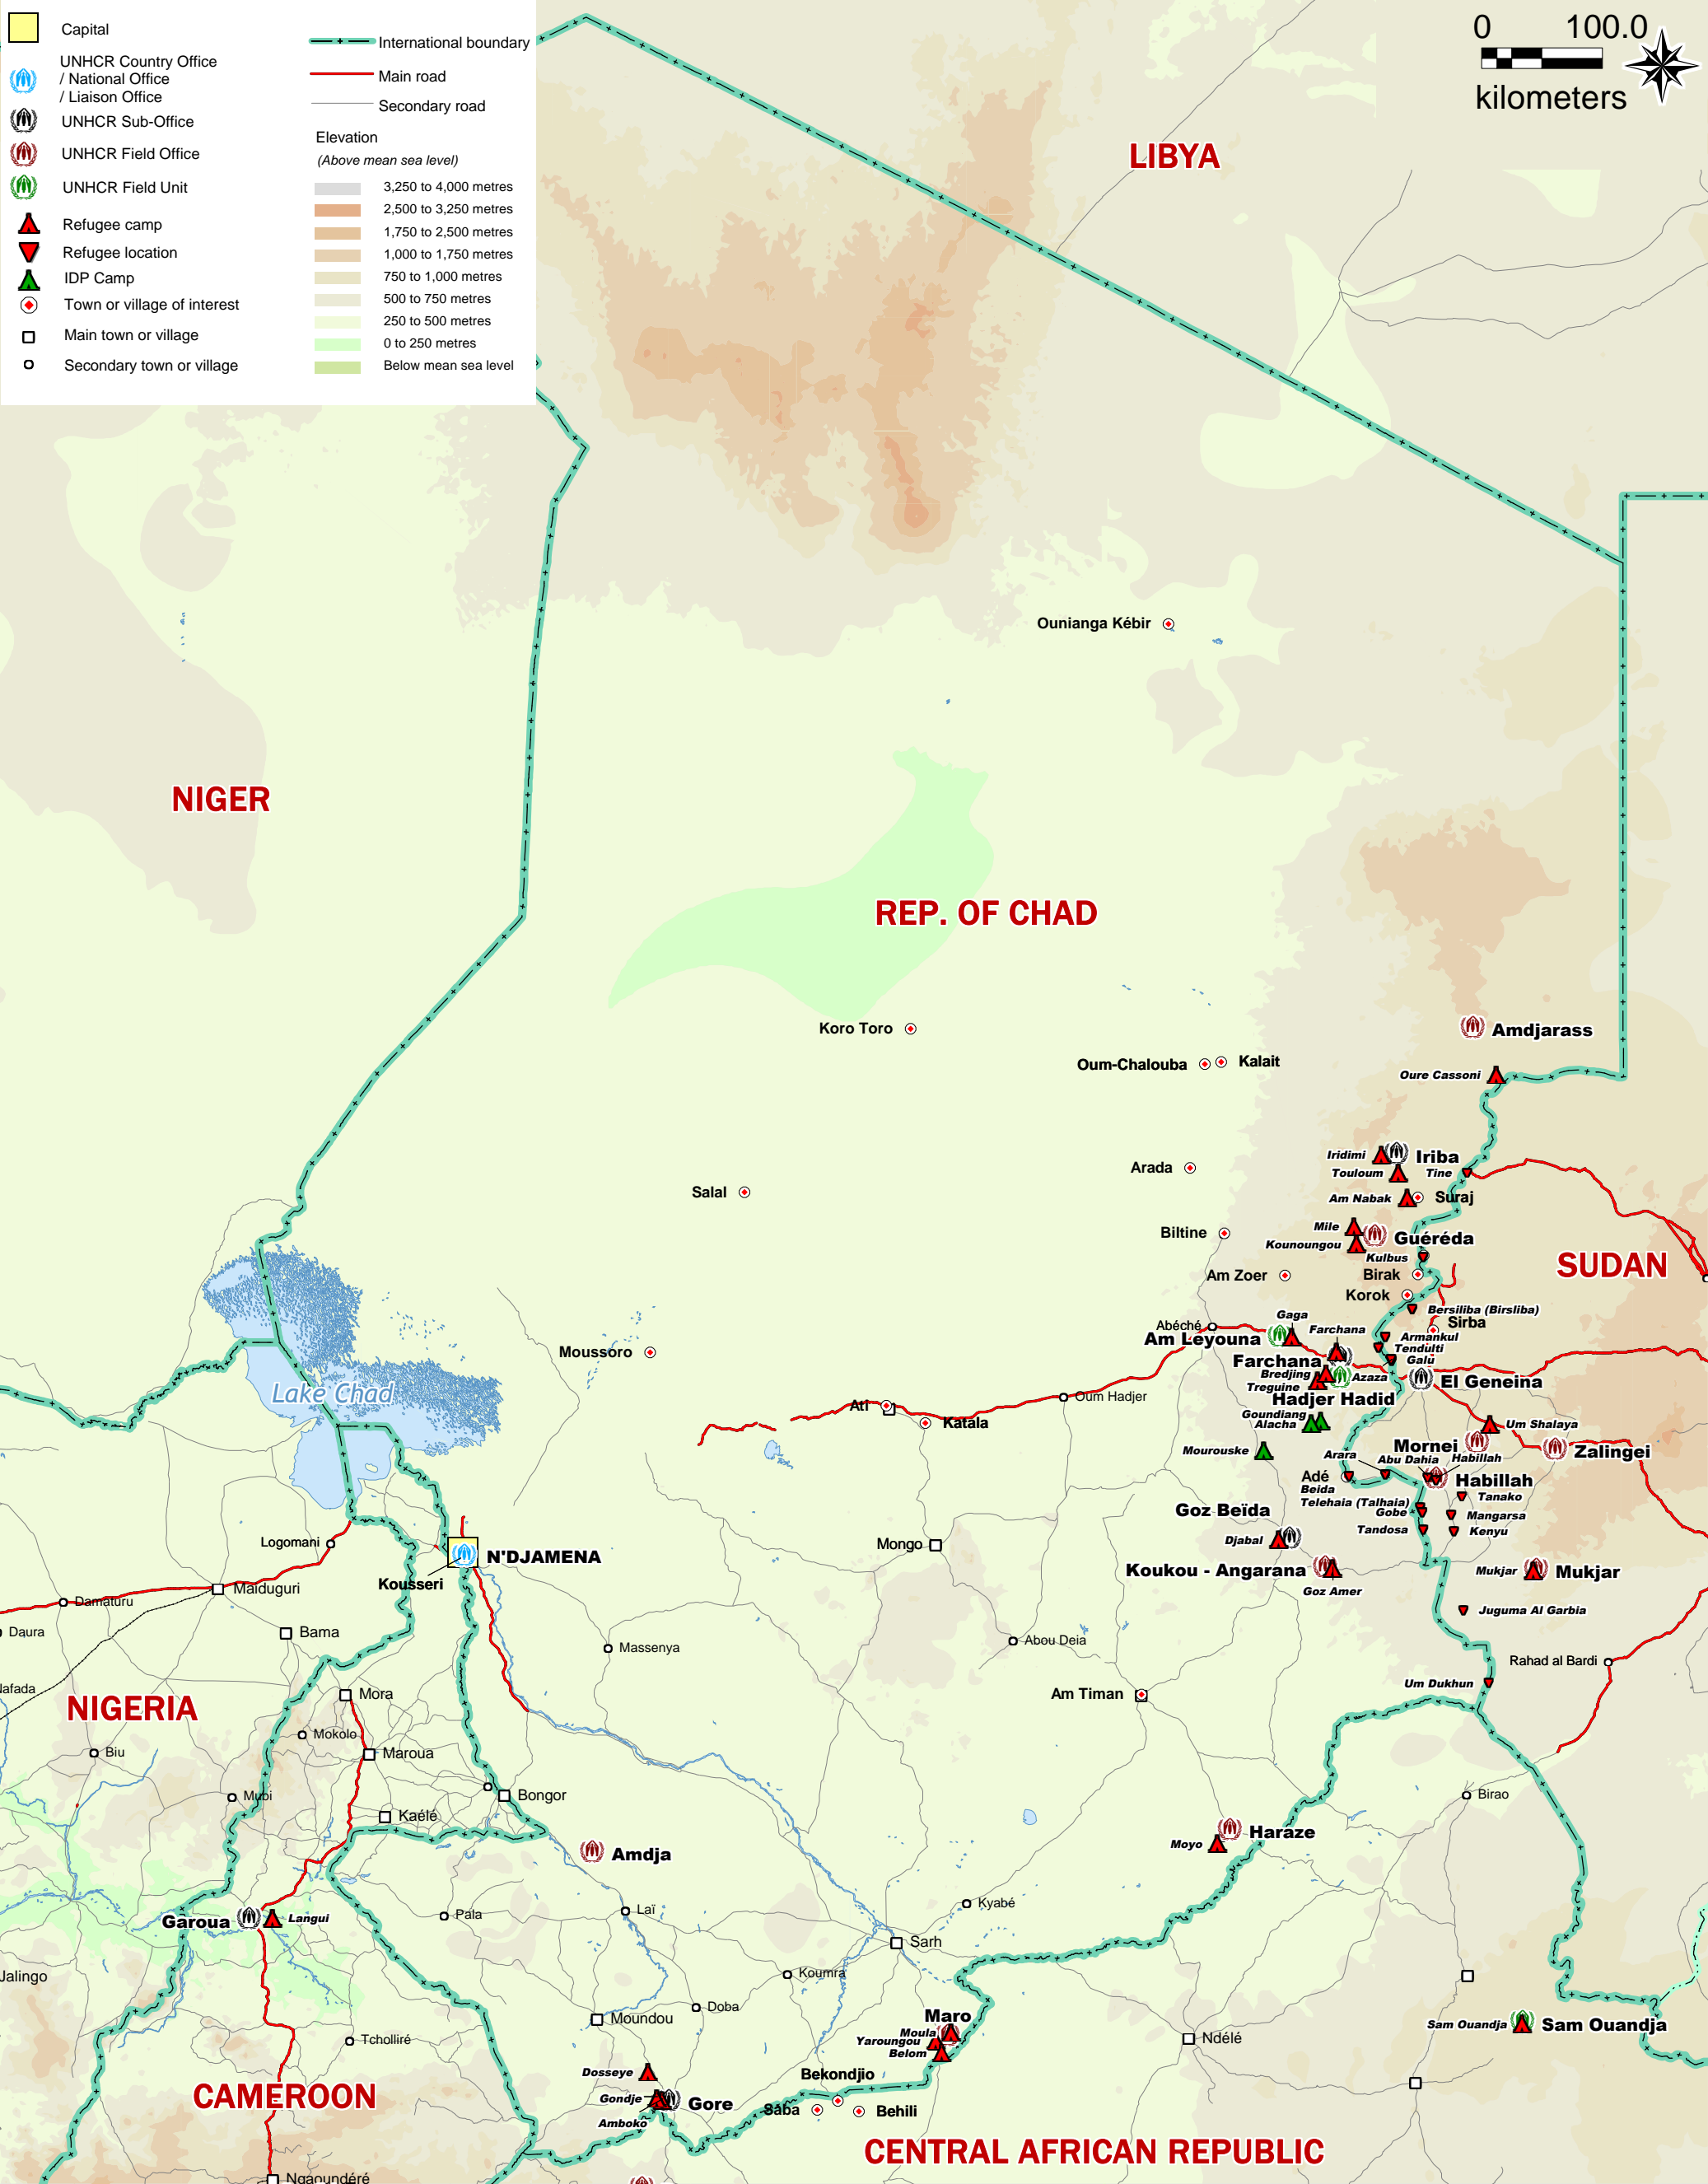 Capital
UNHCR Country Office
/ National Office
/ Liaison Office
UNHCR Sub-Office
UNHCR Field Office
UNHCR Field Unit
Refugee camp
Refugee location
IDP Camp
Town or village of interest
Main town or village
Secondary town or village
International boundary
Main road
Secondary road
Elevation
(Above mean sea level)
3,250 to 4,000 metres
2,500 to 3,250 metres
1,750 to 2,500 metres
1,000 to 1,750 metres
750 to 1,000 metres
500 to 750 metres
250 to 500 metres
0 to 250 metres
Below mean sea level
0 100.0
kilometers
LIBYA
Ounianga Kébir
NIGER
REP. OF CHAD
Koro Toro
Amdjarass
Oum-Chalouba
Kalait
Oure Cassoni
Iridimi
Iriba
Arada
Touloum
Tine
Salal
Am Nabak
Suraj
Mile
Biltine
Guéréda
Kounoungou
Kulbus
SUDAN
Am Zoer
Birak
Korok
Bersiliba (Birsliba)
Gaga
Sirba
Abéché
Farchana
Am Leyouna
Armankul
Tendulti
Moussoro
Farchana
Galu
Bredjing
Azaza
El Geneina
Treguine
Lake Chad
Oum Hadjer
Hadjer Hadid
Ati
Goundiang
Katala
Alacha
Um Shalaya
Mourouske
Mornei
Zalingei
Arara
Abu Dahia
Habillah
Adé
Habillah
Beida
Tanako
Telehaia (Talhaia)
Goz Beïda
Gobe
Mangarsa
Tandosa
Kenyu
Logomani
Djabal
Mongo
N'DJAMENA
Koukou - Angarana
Mukjar
Mukjar
Kousseri
Goz Amer
Maiduguri
Damaturu
Juguma Al Garbia
Daura
Bama
Abou Deia
Massenya
Rahad al Bardi
Um Dukhun
afada
Mora
Am Timan
NIGERIA
Mokolo
Biu
Maroua
Mubi
Bongor
Birao
Kaélé
Haraze
Moyo
Amdja
Kyabé
Laï
Pala
Garoua
Langui
Sarh
Jalingo
Koumra
Doba
Maro
Moundou
Moula
Sam Ouandja
Sam Ouandja
Tcholliré
Yaroungou
Ndélé
Belom
Dosseye
Bekondjio
CAMEROON
Gondje
Gore
Saba
Behili
Amboko
CENTRAL AFRICAN REPUBLIC
Ngaoundéré